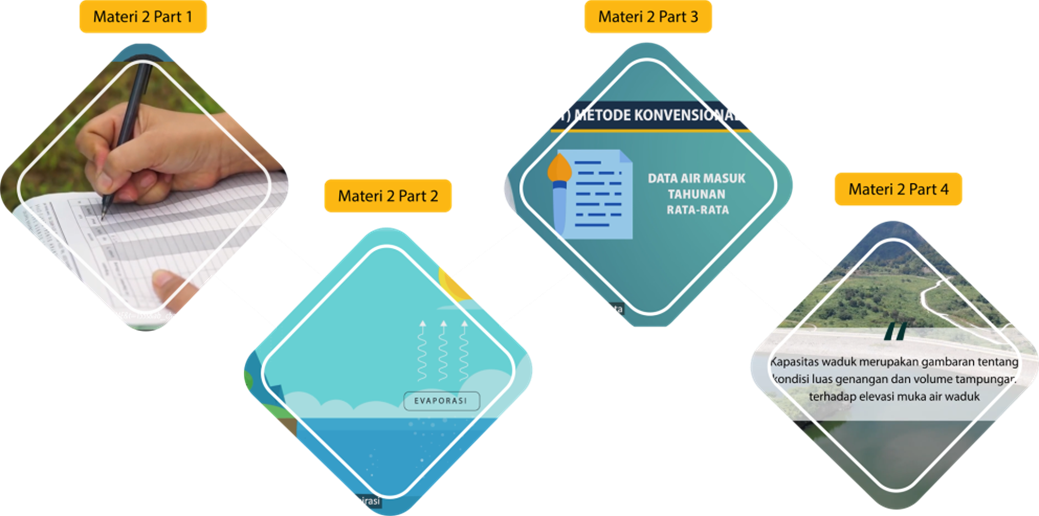 Materi 2 Part 1
Materi 2 Part 3
1) METODE KONVENSIONA
DATA AIR MASUK
TAHUNAN
RATA-RATA
Materi 2 Part 2
EVAPORASI
Materi 2 Part 4
"
Kapasitas waduk merupakan gambaran tentang
kondisi luas genangan dan volume tampungan
terhadap elevasi muka air waduk